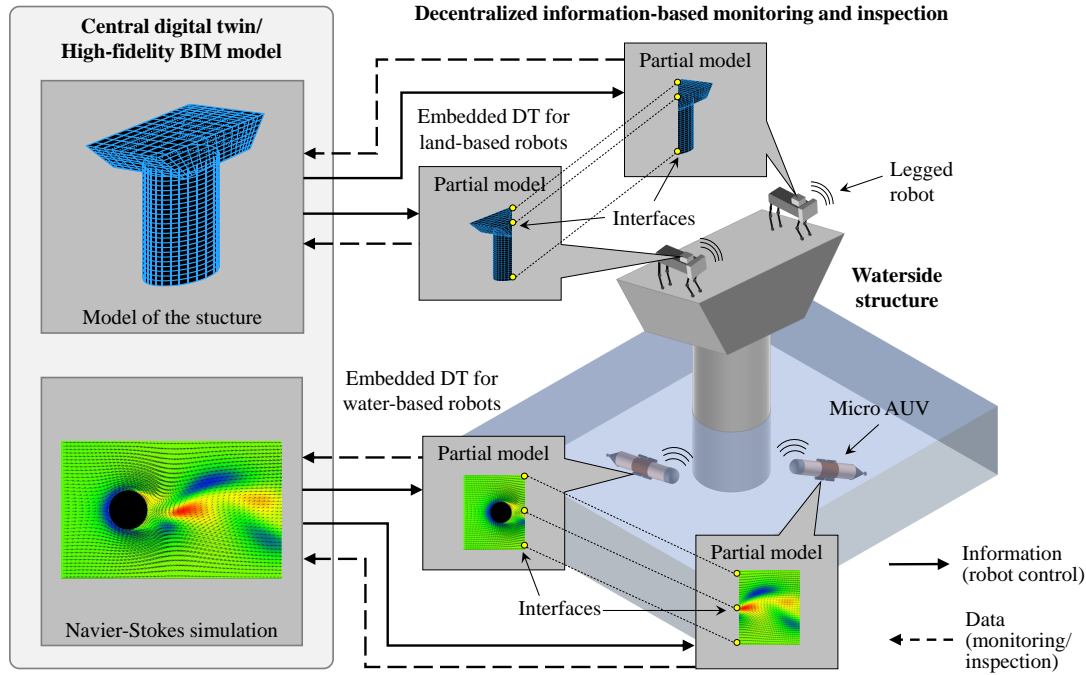 Central digital twin/
High-fidelity BIM model
Model of the stucture
Navier-Stokes simulation
Decentralized information-based monitoring and inspection
Partial model
Embedded DT for
land-based robots
Partial model
Interfaces
Legged
robot
Waterside
structure
Embedded DT for
water-based robots
Micro AUV
Partial model
Partial model
Interfaces
Information
(robot control)
Data
(monitoring/
inspection)